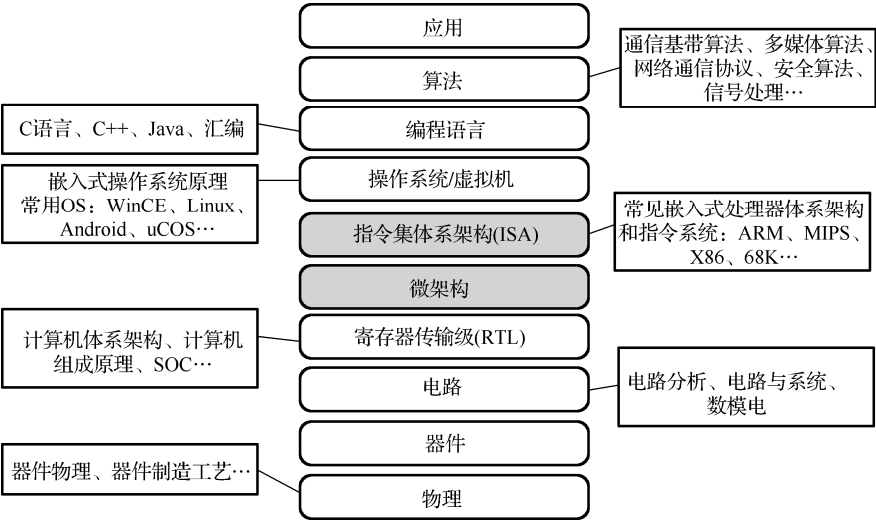 应用
算法
通信基带算法、多媒体算法、
网络通信协议、安全算法、
信号处理…
C语言、C++、Java、汇编
编程语言
嵌入式操作系统原理
常用OS：WinCE、Linux、
Android、uCOS…
操作系统/虚拟机
指令集体系架构(ISA)
常见嵌入式处理器体系架构
和指令系统：ARM、MIPS、
X86、68K…
微架构
计算机体系架构、计算机
组成原理、SOC…
寄存器传输级(RTL)
电路
电路分析、电路与系统、
数模电
器件
器件物理、器件制造工艺…
物理